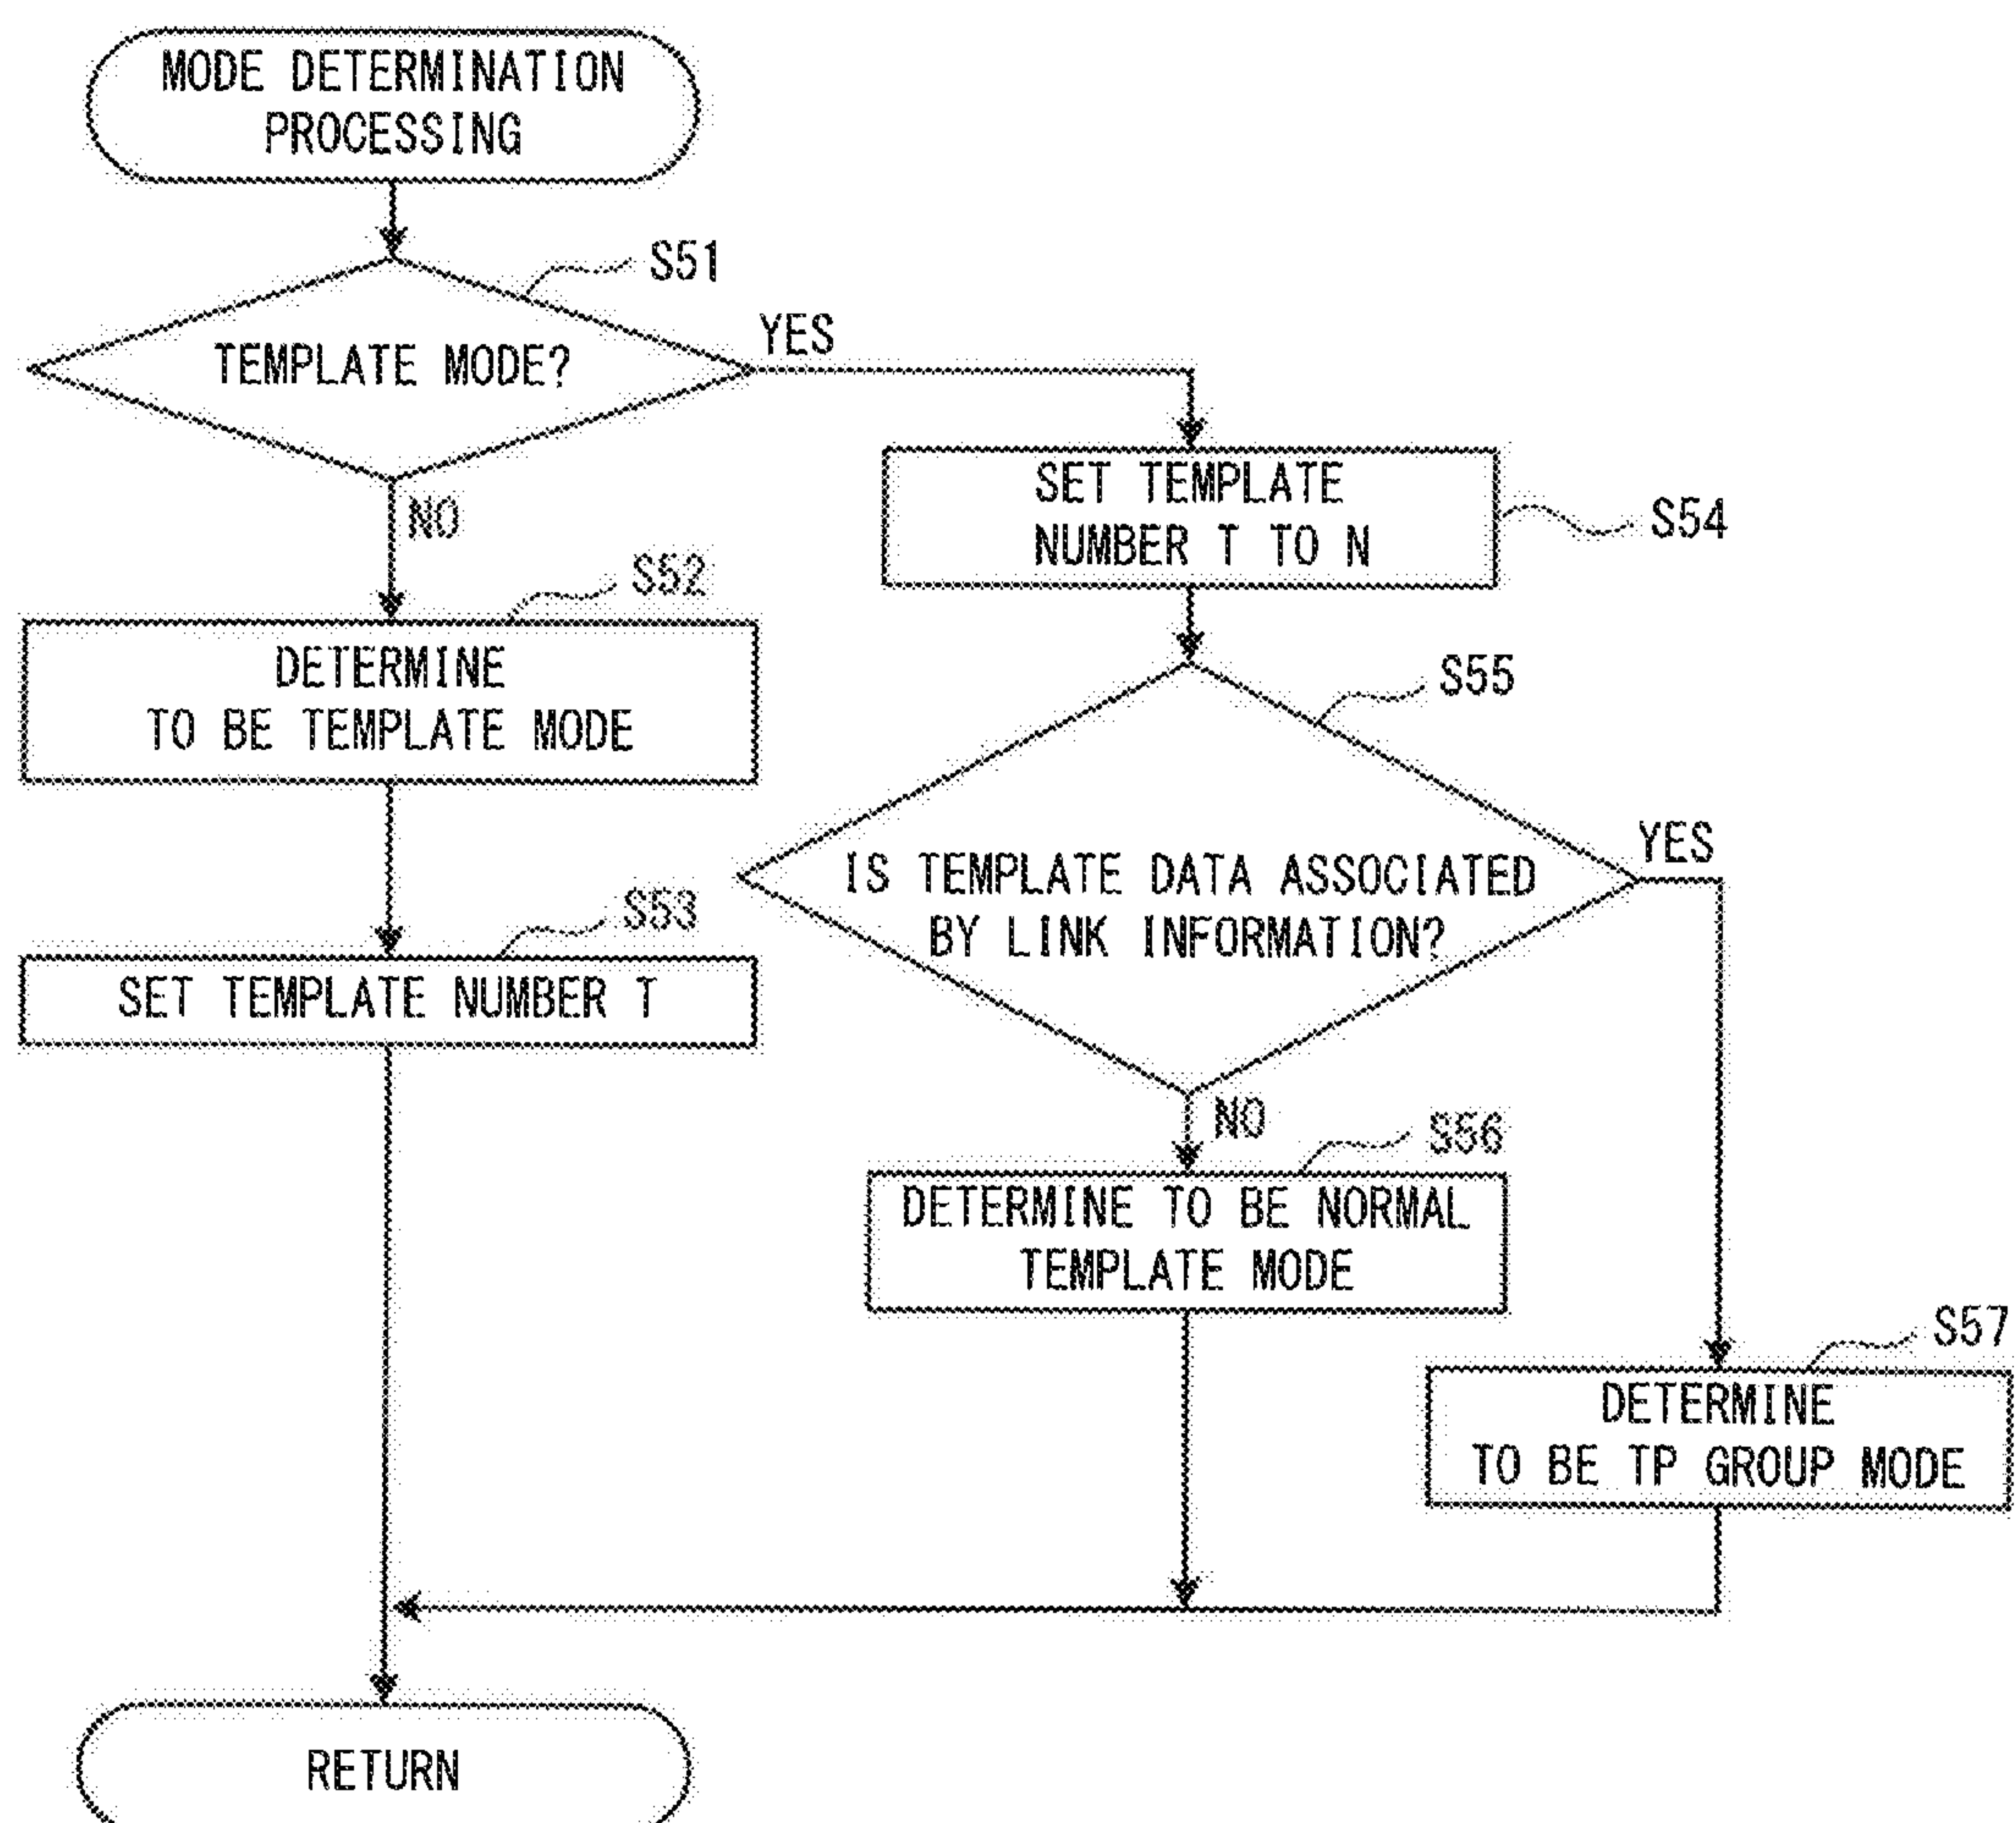 MODE DETERMINATION
PROCESSING
S51
TEMPLATE MODE?
YES
NO
SET TEMPLATE
NUMBER T TO N
S54
S52
DETERMINE
TO BE TEMPLATE MODE
S55
IS TEMPLATE DATA ASSOCIATED
BY LINK INFORMATION?
YES
NO
S53
SET TEMPLATE NUMBER T
S56
DETERMINE TO BE NORMAL
TEMPLATE MODE
S57
DETERMINE
TO BE TP GROUP MODE
RETURN